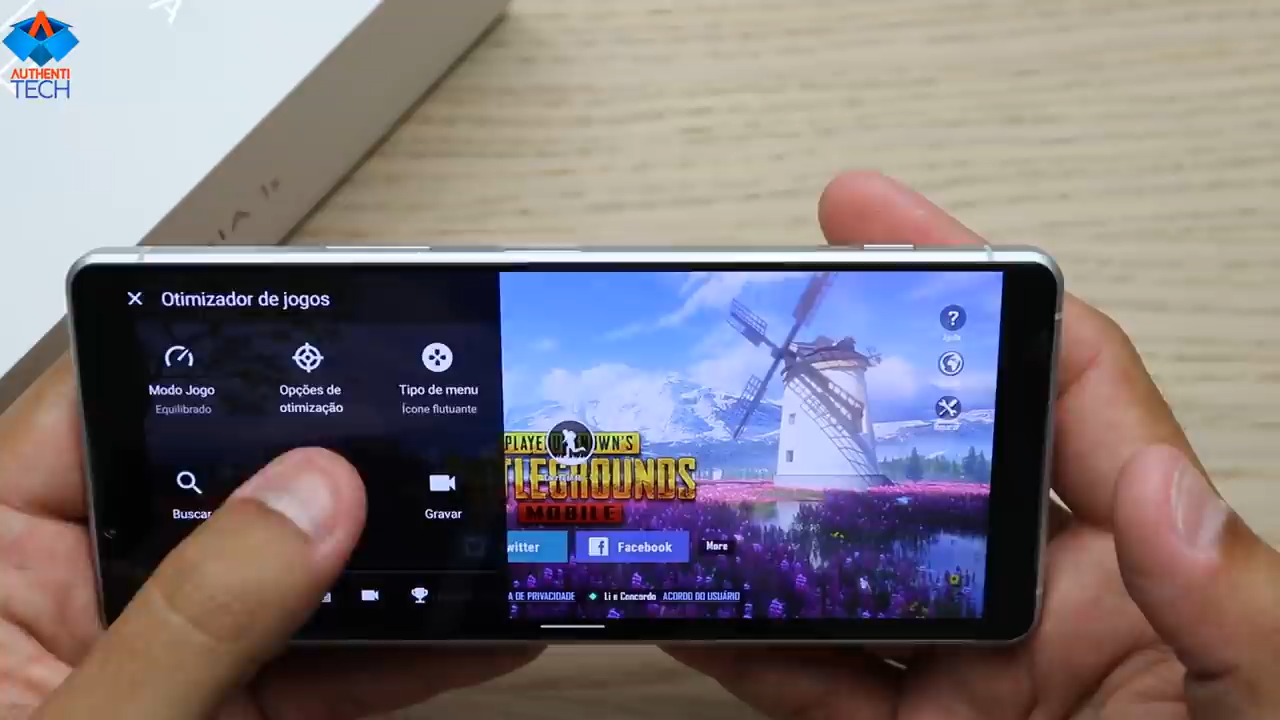 AUTHENTI
TECH
Otimizador de jogos
Modo Jogo
Equilibrado
Opções de
otimização
Tipo de menu
Ícone flutuante
Buscar
Gravar
?
MOBILE
Facebook
More
A DE PRIVACIDADE
Li e Concordo
ACORDO DO USUÁRIO